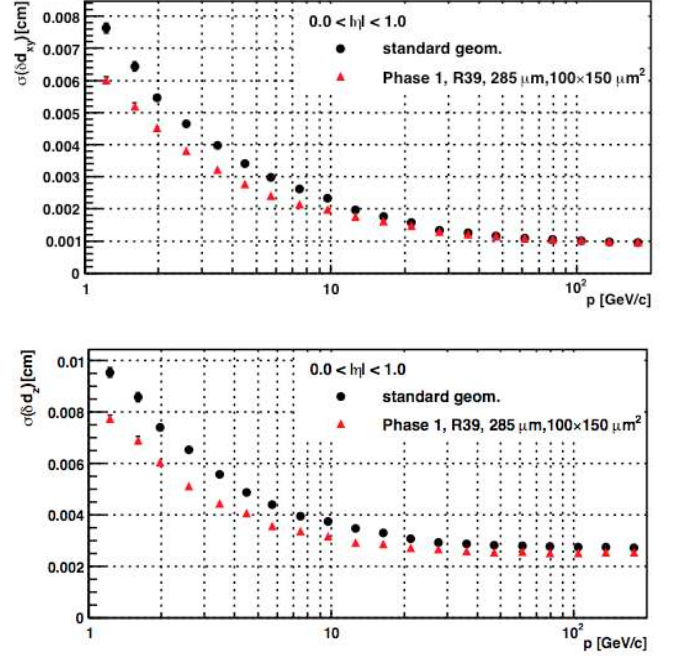 σ(δd_xy) [cm]
0.008
0.007
0.006
0.005
0.004
0.003
0.002
0.001
0
0.0 < |η| < 1.0
standard geom.
Phase 1, R39, 285 μm,100×150 μm²
1
10
10²
p [GeV/c]
σ(δ d_z) [cm]
0.01
0.008
0.006
0.004
0.002
0
0.0 < |η| < 1.0
standard geom.
Phase 1, R39, 285 μm,100×150 μm²
1
10
10²
p [GeV/c]